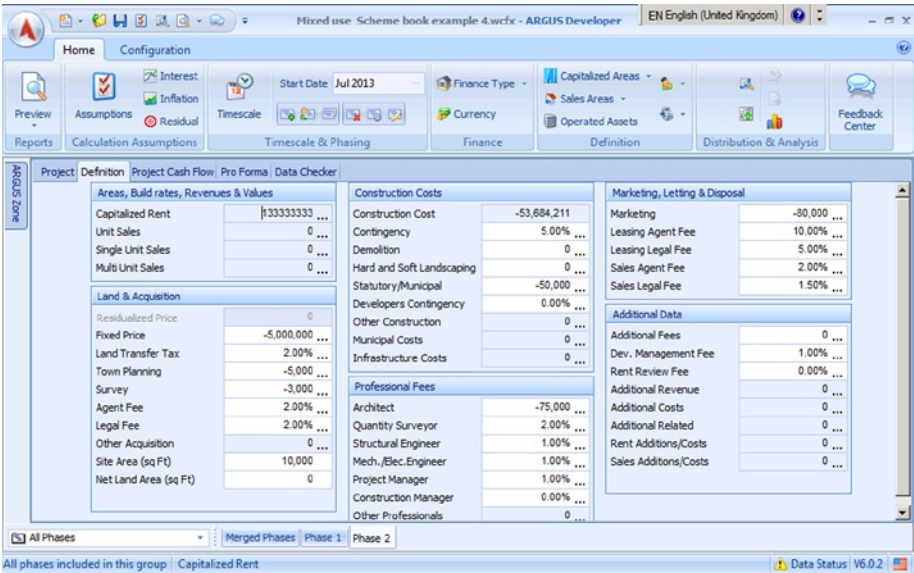 Mixed use Scheme book example 4.wcfx - ARGUS Developer
EN English (United Kingdom)
Home Configuration
Preview
Reports
Assumptions
Interest
Inflation
Residual
Calculation Assumptions
Timescale
Start Date Jul 2013
Timescale & Phasing
Finance Type
Currency
Finance
Capitalized Areas
Sales Areas
Operated Assets
Definition
Distribution & Analysis
Feedback
Center
ARGUS Zone
Project Definition Project Cash Flow Pro Forma Data Checker
Areas, Build rates, Revenues & Values
Capitalized Rent 133333333 ...
Unit Sales 0 ...
Single Unit Sales 0 ...
Multi Unit Sales 0 ...
Land & Acquisition
Residualized Price 0
Fixed Price -5,000,000 ...
Land Transfer Tax 2.00% ...
Town Planning -5,000 ...
Survey -3,000 ...
Agent Fee 2.00% ...
Legal Fee 2.00% ...
Other Acquisition 0 ...
Site Area (sq Ft) 10,000
Net Land Area (sq Ft) 0
Construction Costs
Construction Cost -53,684,211
Contingency 5.00% ...
Demolition 0 ...
Hard and Soft Landscaping 0 ...
Statutory/Municipal -50,000 ...
Developers Contingency 0.00% ...
Other Construction 0 ...
Municipal Costs 0 ...
Infrastructure Costs 0 ...
Professional Fees
Architect -75,000 ...
Quantity Surveyor 2.00% ...
Structural Engineer 1.00% ...
Mech./Elec.Engineer 1.00% ...
Project Manager 1.00% ...
Construction Manager 0.00% ...
Other Professionals 0 ...
Marketing, Letting & Disposal
Marketing -80,000 ...
Leasing Agent Fee 10.00% ...
Leasing Legal Fee 5.00%
Sales Agent Fee 2.00% ...
Sales Legal Fee 1.50% ...
Additional Data
Additional Fees 0 ...
Dev. Management Fee 1.00% ...
Rent Review Fee 0.00% ...
Additional Revenue 0 ...
Additional Costs 0 ...
Additional Related 0 ...
Rent Additions/Costs 0 ...
Sales Additions/Costs 0 ...
All Phases Merged Phases Phase 1 Phase 2
All phases included in this group Capitalized Rent Data Status V6.0.2